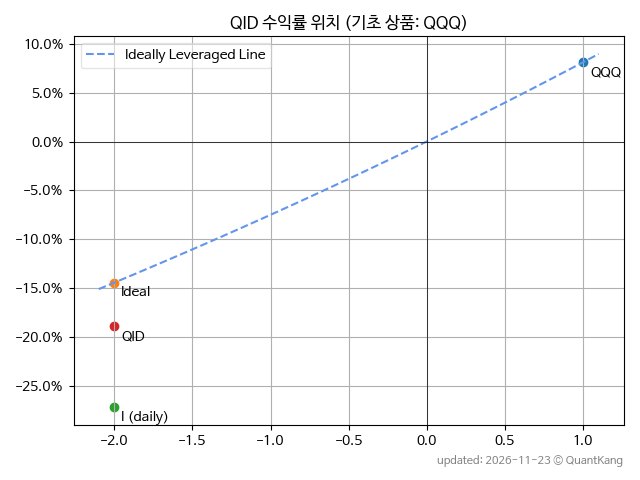 QID 수익률 위치 (기초 상품: QQQ)
10.0%
5.0%
0.0%
−5.0%
−10.0%
−15.0%
−20.0%
−25.0%
Ideally Leveraged Line
QQQ
Ideal
QID
I (daily)
−2.0 −1.5 −1.0 −0.5 0.0 0.5 1.0
updated: 2026-11-23 © QuantKang